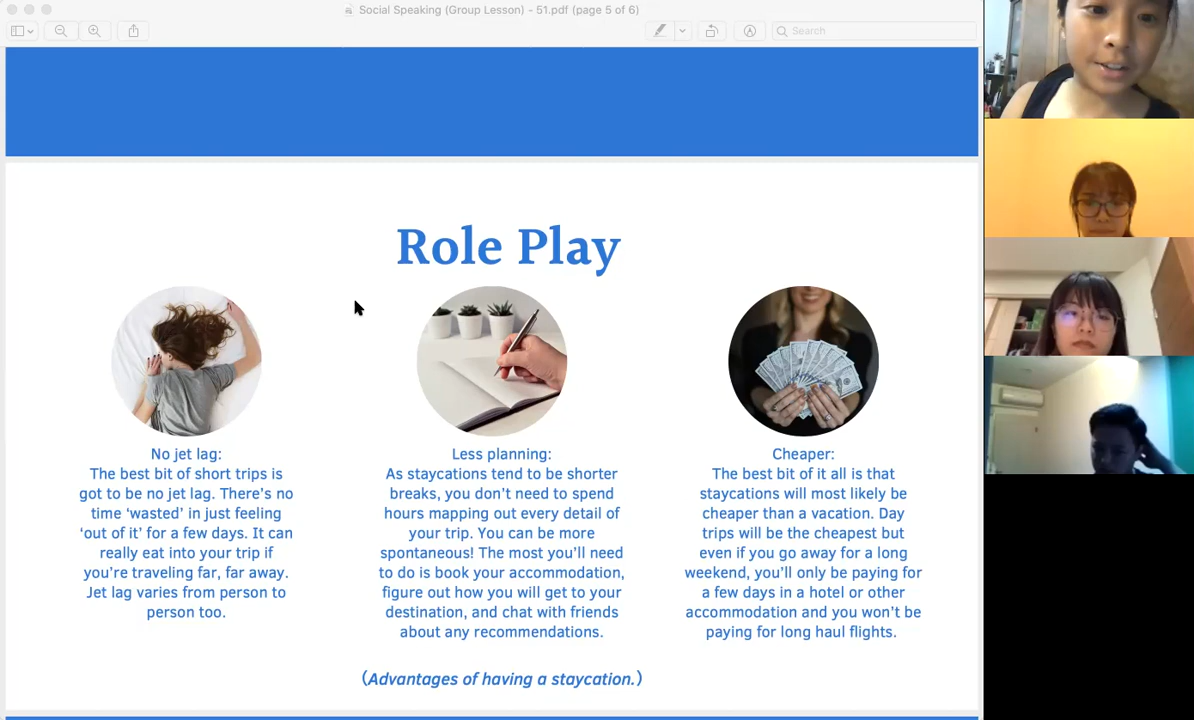 Social Speaking (Group Lesson) - 51.pdf (page 5 of 6)
Search
Role Play
No jet lag:
The best bit of short trips is
got to be no jet lag. There's no
time 'wasted' in just feeling
'out of it' for a few days. It can
really eat into your trip if
you're traveling far, far away.
Jet lag varies from person to
person too.
Less planning:
As staycations tend to be shorter
breaks, you don't need to spend
hours mapping out every detail of
your trip. You can be more
spontaneous! The most you'll need
to do is book your accommodation,
figure out how you will get to your
destination, and chat with friends
about any recommendations.
Cheaper:
The best bit of it all is that
staycations will most likely be
cheaper than a vacation. Day
trips will be the cheapest but
even if you go away for a long
weekend, you'll only be paying for
a few days in a hotel or other
accommodation and you won't be
paying for long haul flights.
(Advantages of having a staycation.)